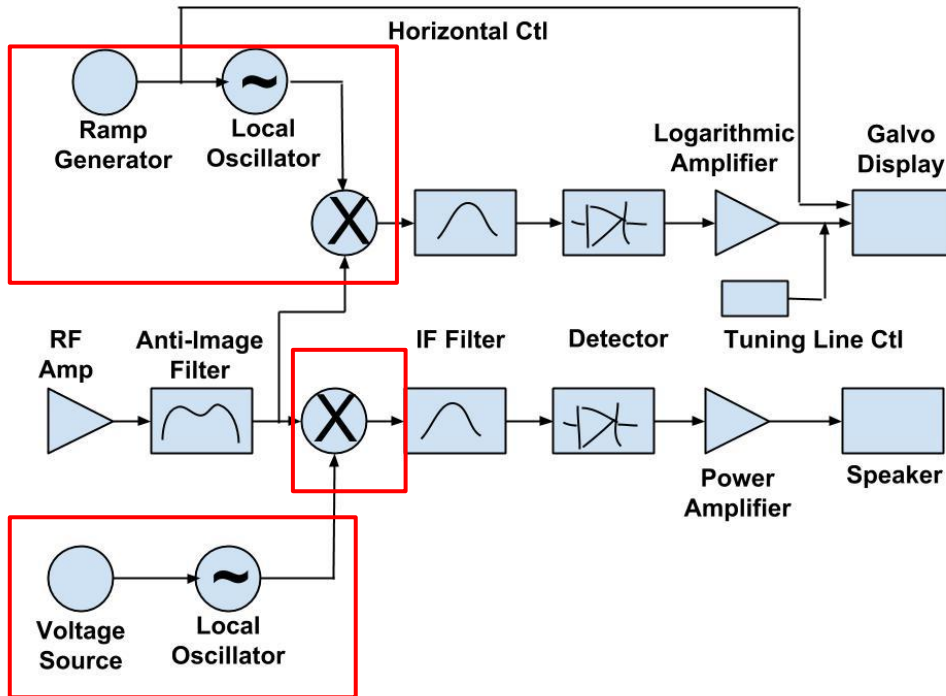 Horizontal Ctl
Ramp
Generator
Local
Oscillator
Logarithmic
Amplifier
Galvo
Display
X
RF
Amp
Anti-Image
Filter
IF Filter
Detector
Tuning Line Ctl
X
Power
Amplifier
Speaker
Voltage
Source
Local
Oscillator